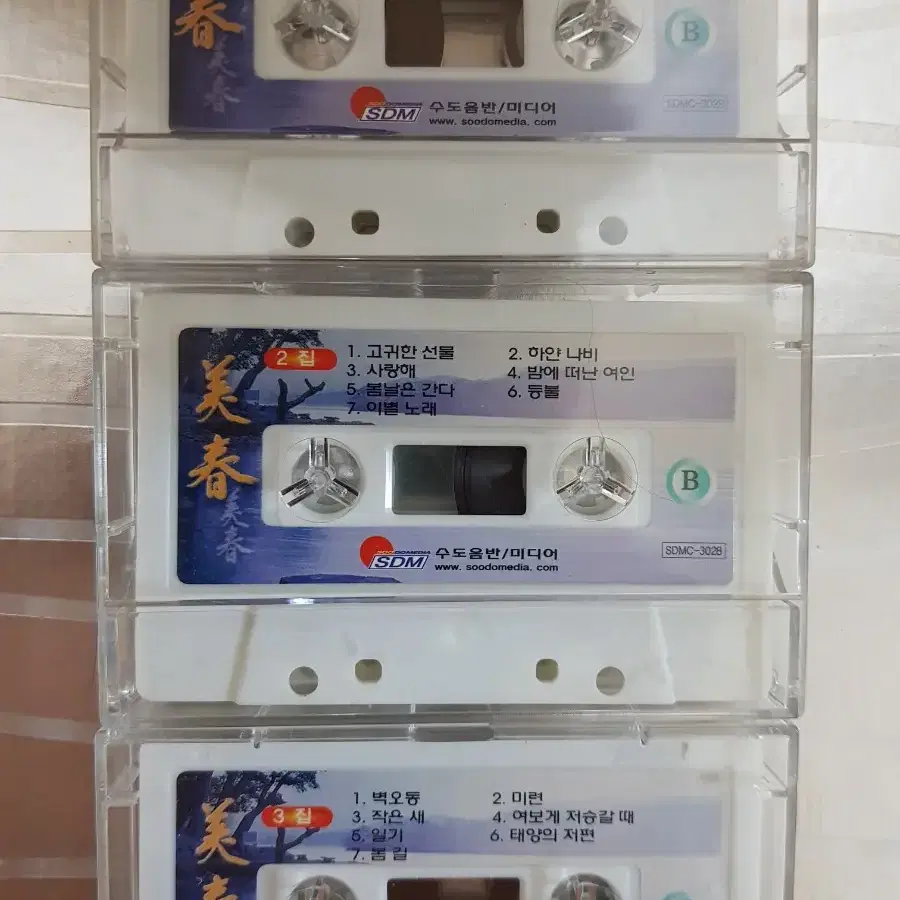 春
美春
B
SOODOMEDIA
SDM 수도음반/미디어
www. soodomedia. com
SDMC-3028
美春
美春
2 집
1. 고귀한 선물 2. 하얀 나비
3. 사랑해 4. 밤에 떠난 여인
5. 봄날은 간다 6. 등불
7. 이별 노래
B
SOODOMEDIA
SDM 수도음반/미디어
www. soodomedia. com
SDMC-3028
美春
3 집
1. 벽오동 2. 미련
3. 작은 새 4. 여보게 저승갈 때
5. 일기 6. 태양의 저편
7. 봄 길
B